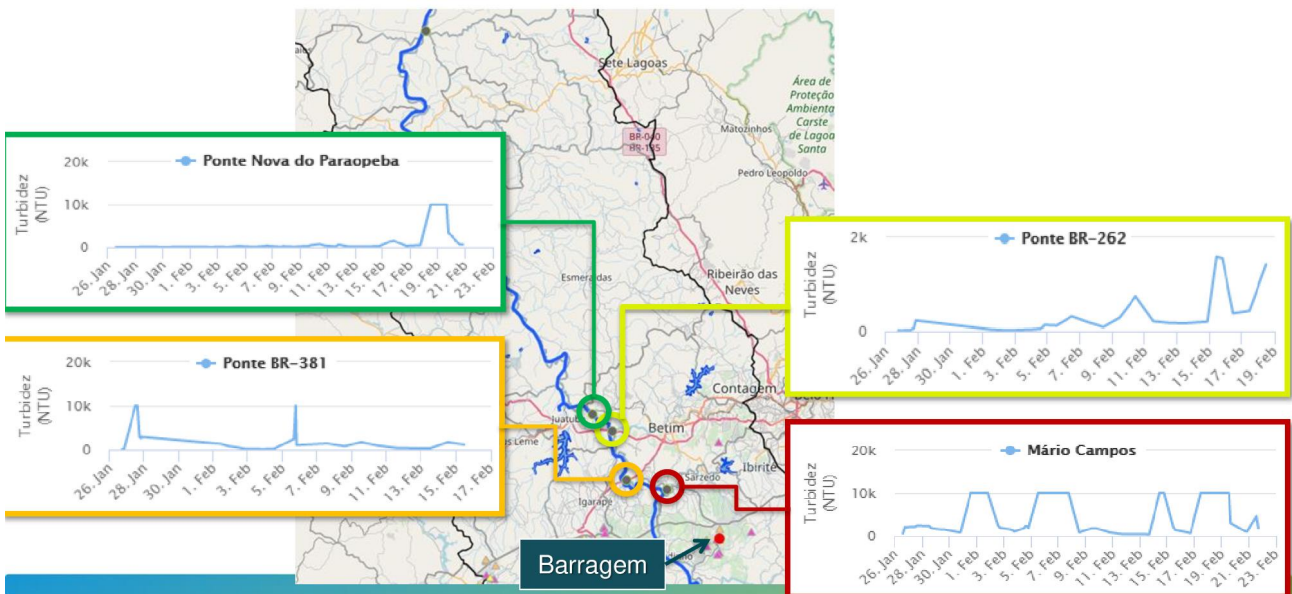 Sete Lagoas
Área de
Proteção
Ambienta
Carste
de Lagoa
Santa
BR-040
BR-135
Matozinhos
Pedro Leopoldo
Ponte Nova do Paraopeba
Turbidez
(NTU)
20k
10k
0
26. Jan
28. Jan
30. Jan
1. Feb
3. Feb
5. Feb
7. Feb
9. Feb
11. Feb
13. Feb
15. Feb
17. Feb
19. Feb
21. Feb
23. Feb
Esmeraldas
Ribeirão das
Neves
Ponte BR-262
Turbidez
(NTU)
2k
0
26. Jan
28. Jan
30. Jan
1. Feb
3. Feb
5. Feb
7. Feb
9. Feb
11. Feb
13. Feb
15. Feb
17. Feb
19. Feb
Ponte BR-381
Turbidez
(NTU)
20k
10k
0
26. Jan
28. Jan
30. Jan
1. Feb
3. Feb
5. Feb
7. Feb
9. Feb
11. Feb
13. Feb
15. Feb
17. Feb
Contagem
Juatub
Betim
us Leme
Ibirité
Sarzedo
Igarapé
Mário Campos
Turbidez
(NTU)
20k
10k
0
26. Jan
28. Jan
30. Jan
1. Feb
3. Feb
5. Feb
7. Feb
9. Feb
11. Feb
13. Feb
15. Feb
17. Feb
19. Feb
21. Feb
23. Feb
Barragem